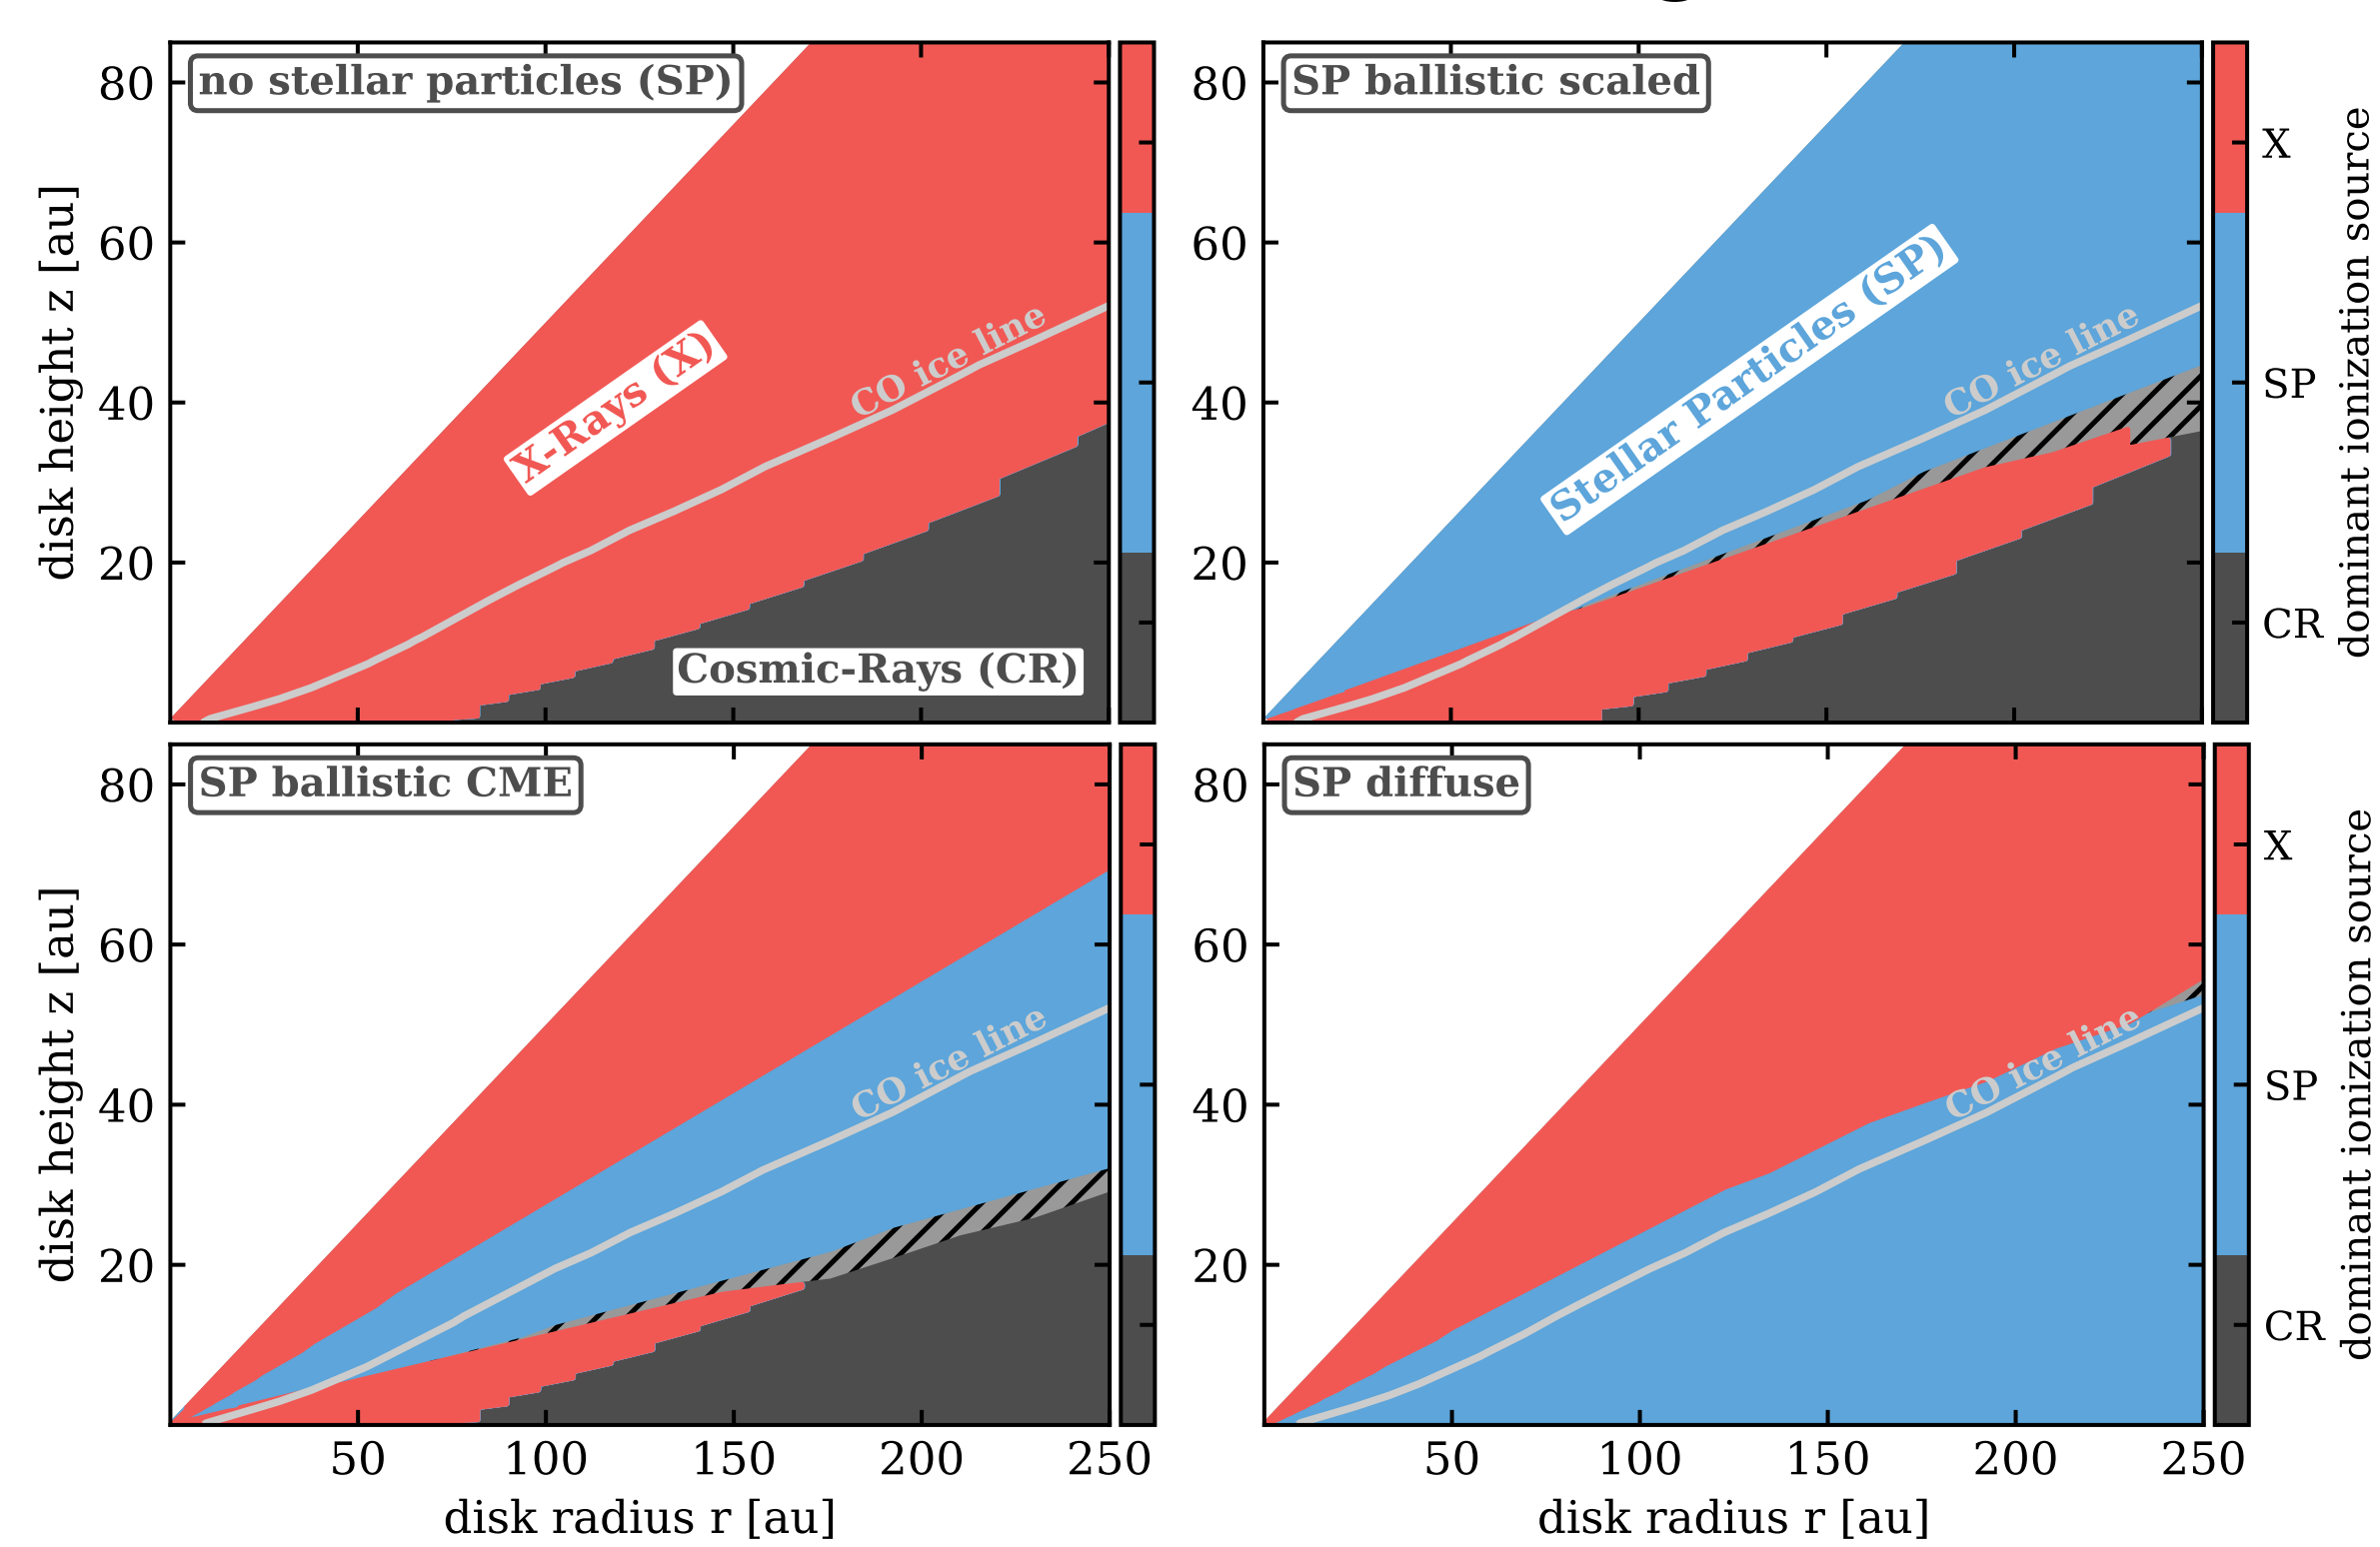 no stellar particles (SP)
80
60
40
20
disk height z [au]
X-Rays (X)
CO ice line
Cosmic-Rays (CR)
SP ballistic scaled
80
60
40
20
Stellar Particles (SP)
CO ice line
X
SP
CR
dominant ionization source
SP ballistic CME
80
60
40
20
disk height z [au]
CO ice line
50 100 150 200 250
disk radius r [au]
SP diffuse
80
60
40
20
CO ice line
50 100 150 200 250
disk radius r [au]
X
SP
CR
dominant ionization source